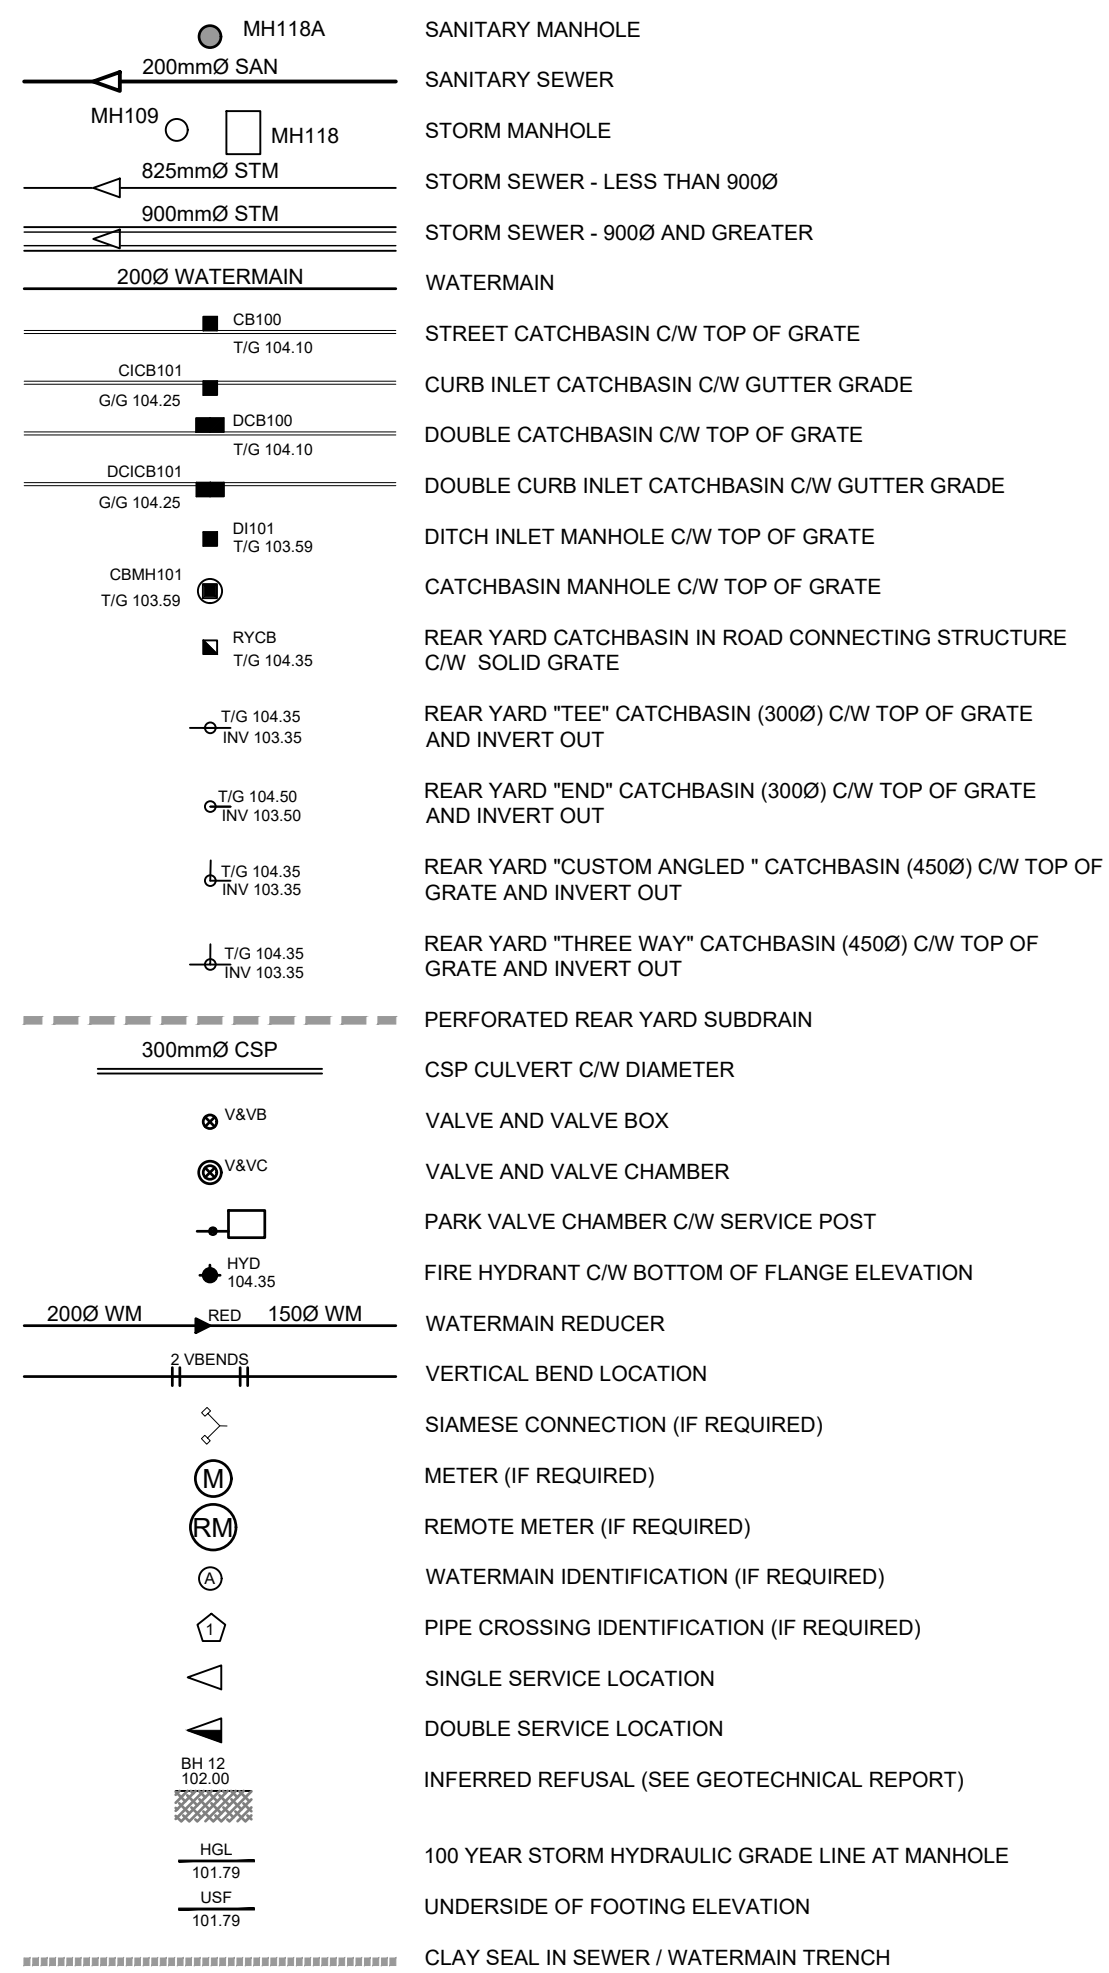 MH118A SANITARY MANHOLE
200mmØ SAN SANITARY SEWER
MH109 MH118 STORM MANHOLE
825mmØ STM STORM SEWER - LESS THAN 900Ø
900mmØ STM STORM SEWER - 900Ø AND GREATER
200Ø WATERMAIN WATERMAIN
CB100
T/G 104.10
STREET CATCHBASIN C/W TOP OF GRATE
CICB101
G/G 104.25
CURB INLET CATCHBASIN C/W GUTTER GRADE
DCB100
T/G 104.10
DOUBLE CATCHBASIN C/W TOP OF GRATE
DCICB101
G/G 104.25
DOUBLE CURB INLET CATCHBASIN C/W GUTTER GRADE
DI101
T/G 103.59
DITCH INLET MANHOLE C/W TOP OF GRATE
CBMH101
T/G 103.59
CATCHBASIN MANHOLE C/W TOP OF GRATE
RYCB
T/G 104.35
REAR YARD CATCHBASIN IN ROAD CONNECTING STRUCTURE
C/W SOLID GRATE
T/G 104.35
INV 103.35
REAR YARD "TEE" CATCHBASIN (300Ø) C/W TOP OF GRATE
AND INVERT OUT
T/G 104.50
INV 103.50
REAR YARD "END" CATCHBASIN (300Ø) C/W TOP OF GRATE
AND INVERT OUT
T/G 104.35
INV 103.35
REAR YARD "CUSTOM ANGLED " CATCHBASIN (450Ø) C/W TOP OF
GRATE AND INVERT OUT
T/G 104.35
INV 103.35
REAR YARD "THREE WAY" CATCHBASIN (450Ø) C/W TOP OF
GRATE AND INVERT OUT
PERFORATED REAR YARD SUBDRAIN
300mmØ CSP CSP CULVERT C/W DIAMETER
V&VB VALVE AND VALVE BOX
V&VC VALVE AND VALVE CHAMBER
PARK VALVE CHAMBER C/W SERVICE POST
HYD
104.35
FIRE HYDRANT C/W BOTTOM OF FLANGE ELEVATION
200Ø WM RED 150Ø WM WATERMAIN REDUCER
2 VBENDS VERTICAL BEND LOCATION
SIAMESE CONNECTION (IF REQUIRED)
M METER (IF REQUIRED)
RM REMOTE METER (IF REQUIRED)
A WATERMAIN IDENTIFICATION (IF REQUIRED)
1 PIPE CROSSING IDENTIFICATION (IF REQUIRED)
SINGLE SERVICE LOCATION
DOUBLE SERVICE LOCATION
BH 12
102.00
INFERRED REFUSAL (SEE GEOTECHNICAL REPORT)
HGL
101.79
100 YEAR STORM HYDRAULIC GRADE LINE AT MANHOLE
USF
101.79
UNDERSIDE OF FOOTING ELEVATION
CLAY SEAL IN SEWER / WATERMAIN TRENCH